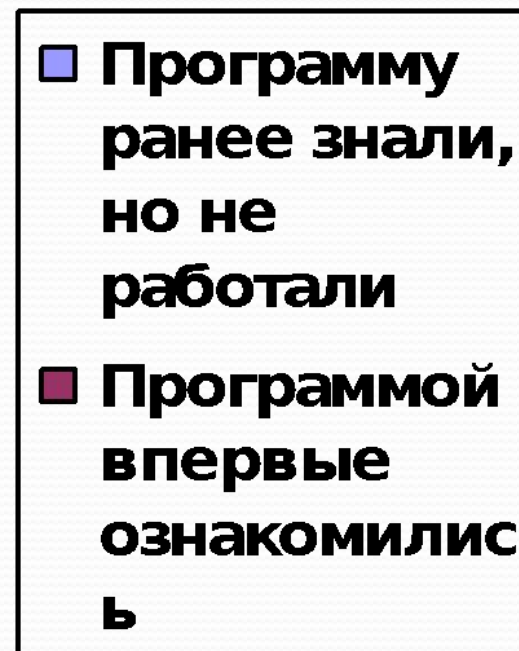 Программу
ранее знали,
но не
работали
Программой
впервые
ознакомилис
ь